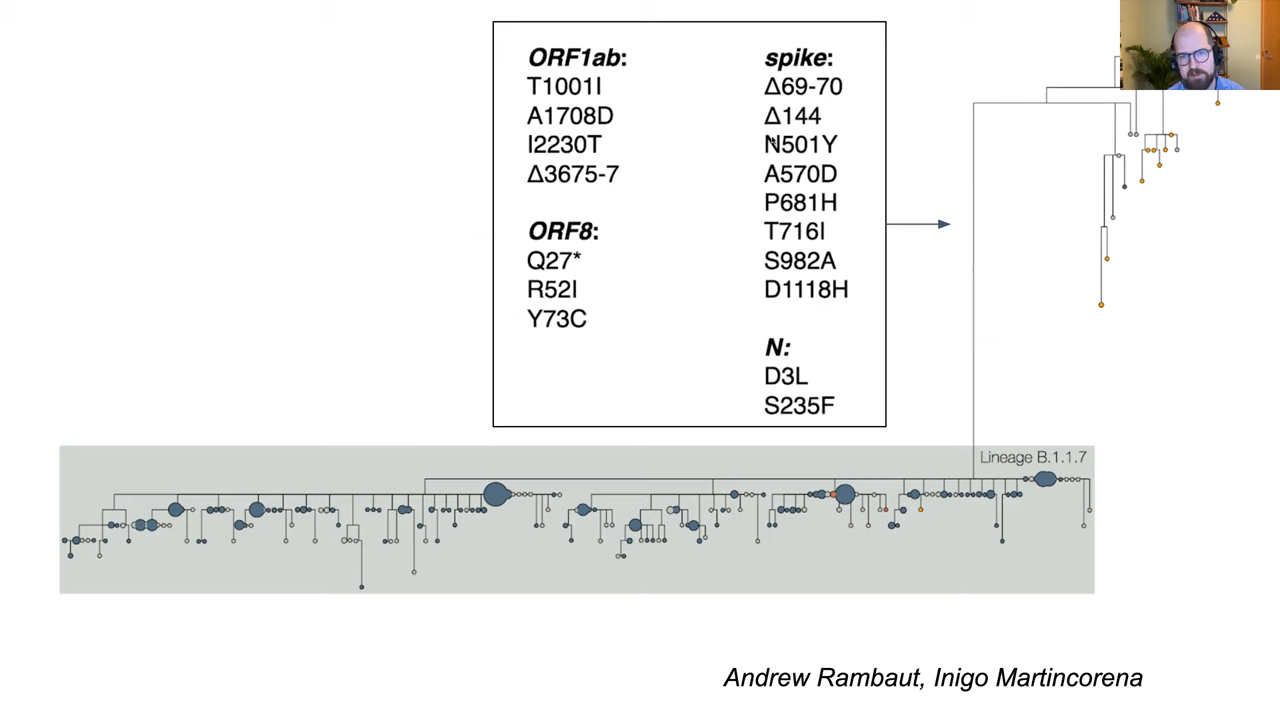 ORF1ab:
T1001I
A1708D
I2230T
Δ3675-7
ORF8:
Q27*
R52I
Y73C
spike:
Δ69-70
Δ144
N501Y
A570D
P681H
T716I
S982A
D1118H
N:
D3L
S235F
Lineage B.1.1.7
Andrew Rambaut, Inigo Martincorena